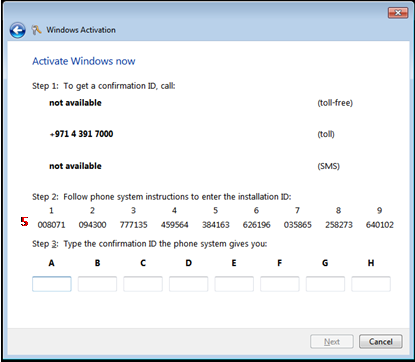 Windows Activation
Activate Windows now
Step 1: To get a confirmation ID, call:
not available (toll-free)
+971 4 391 7000 (toll)
not available (SMS)
Step 2: Follow phone system instructions to enter the installation ID:
1 2 3 4 5 6 7 8 9
5 008071 094300 777135 459564 384163 626196 035865 258273 640102
Step 3: Type the confirmation ID the phone system gives you:
A B C D E F G H
Next Cancel